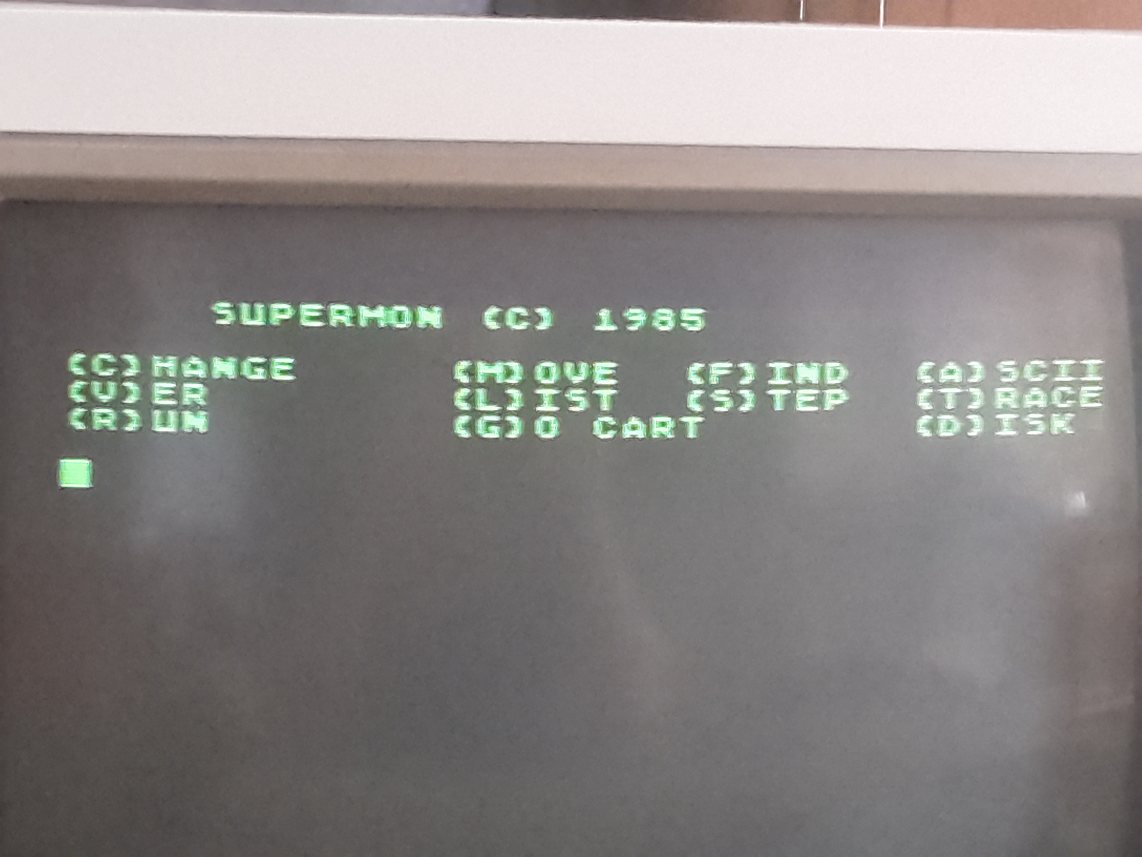 SUPERMON (C) 1985
(C)HANGE (M)OVE (F)IND (A)SCII
(V)ER (L)IST (S)TEP (T)RACE
(R)UN (G)O CART (D)ISK